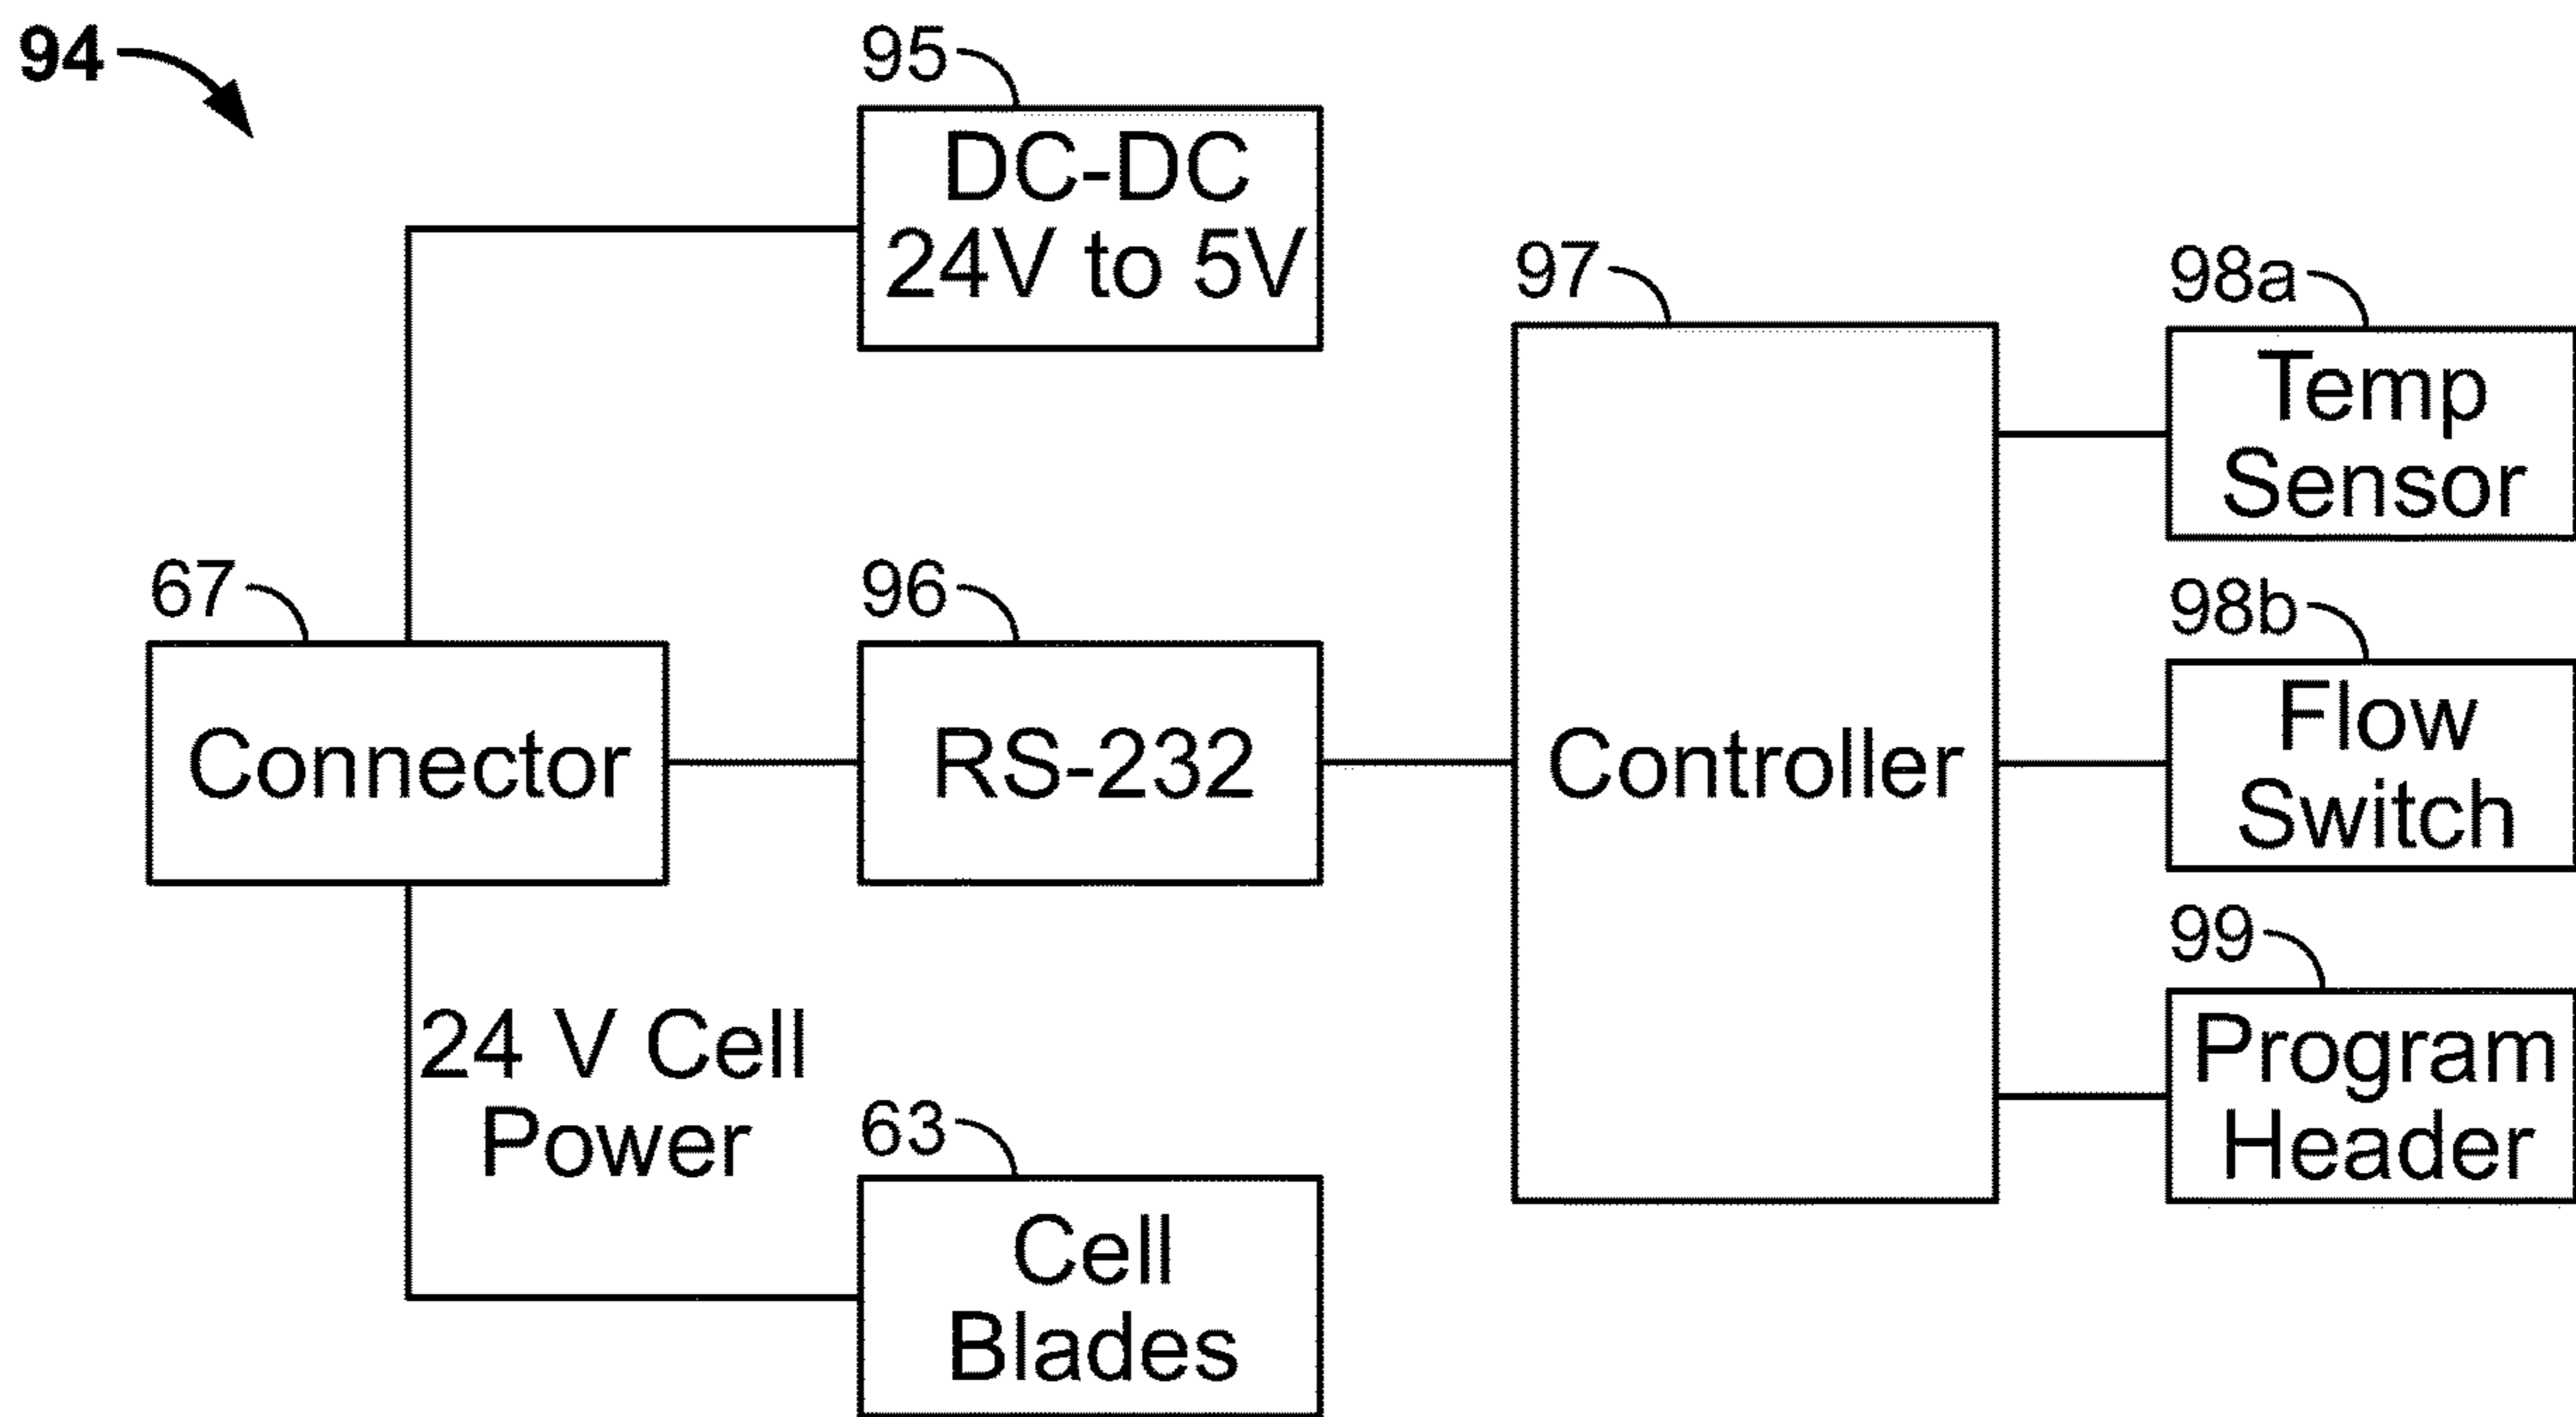 94
95
DC-DC
24V to 5V
97
98a
Temp
Sensor
67
Connector
96
RS-232
Controller
98b
Flow
Switch
99
Program
Header
24 V Cell
Power
63
Cell
Blades